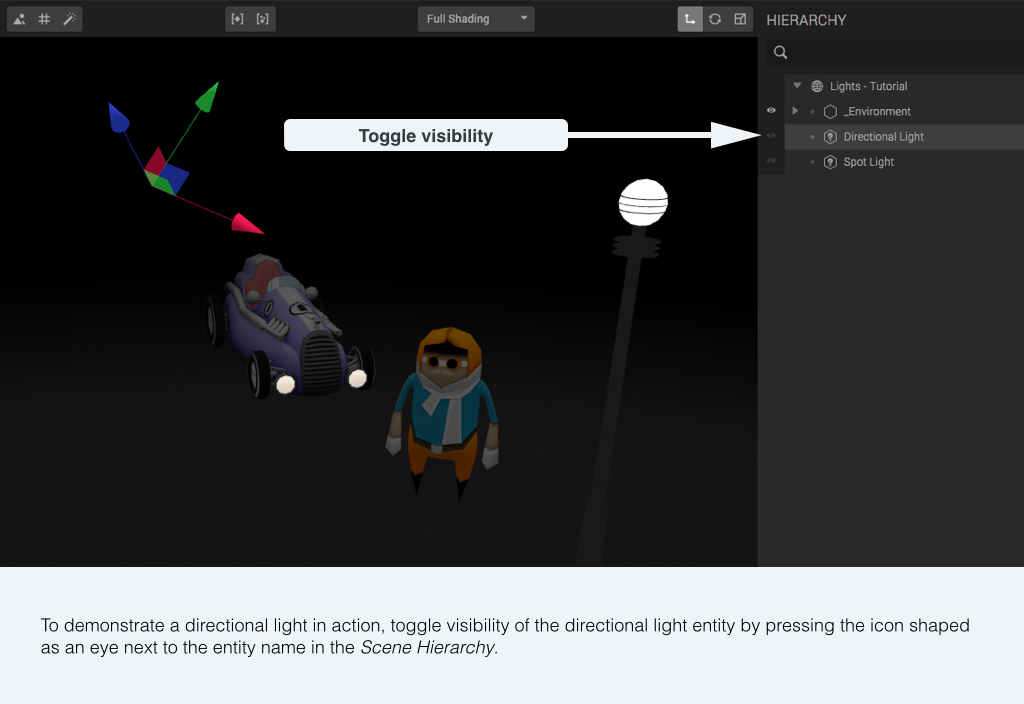 Full Shading
HIERARCHY
Lights - Tutorial
_Environment
Toggle visibility
Directional Light
Spot Light
To demonstrate a directional light in action, toggle visibility of the directional light entity by pressing the icon shaped
as an eye next to the entity name in the Scene Hierarchy.